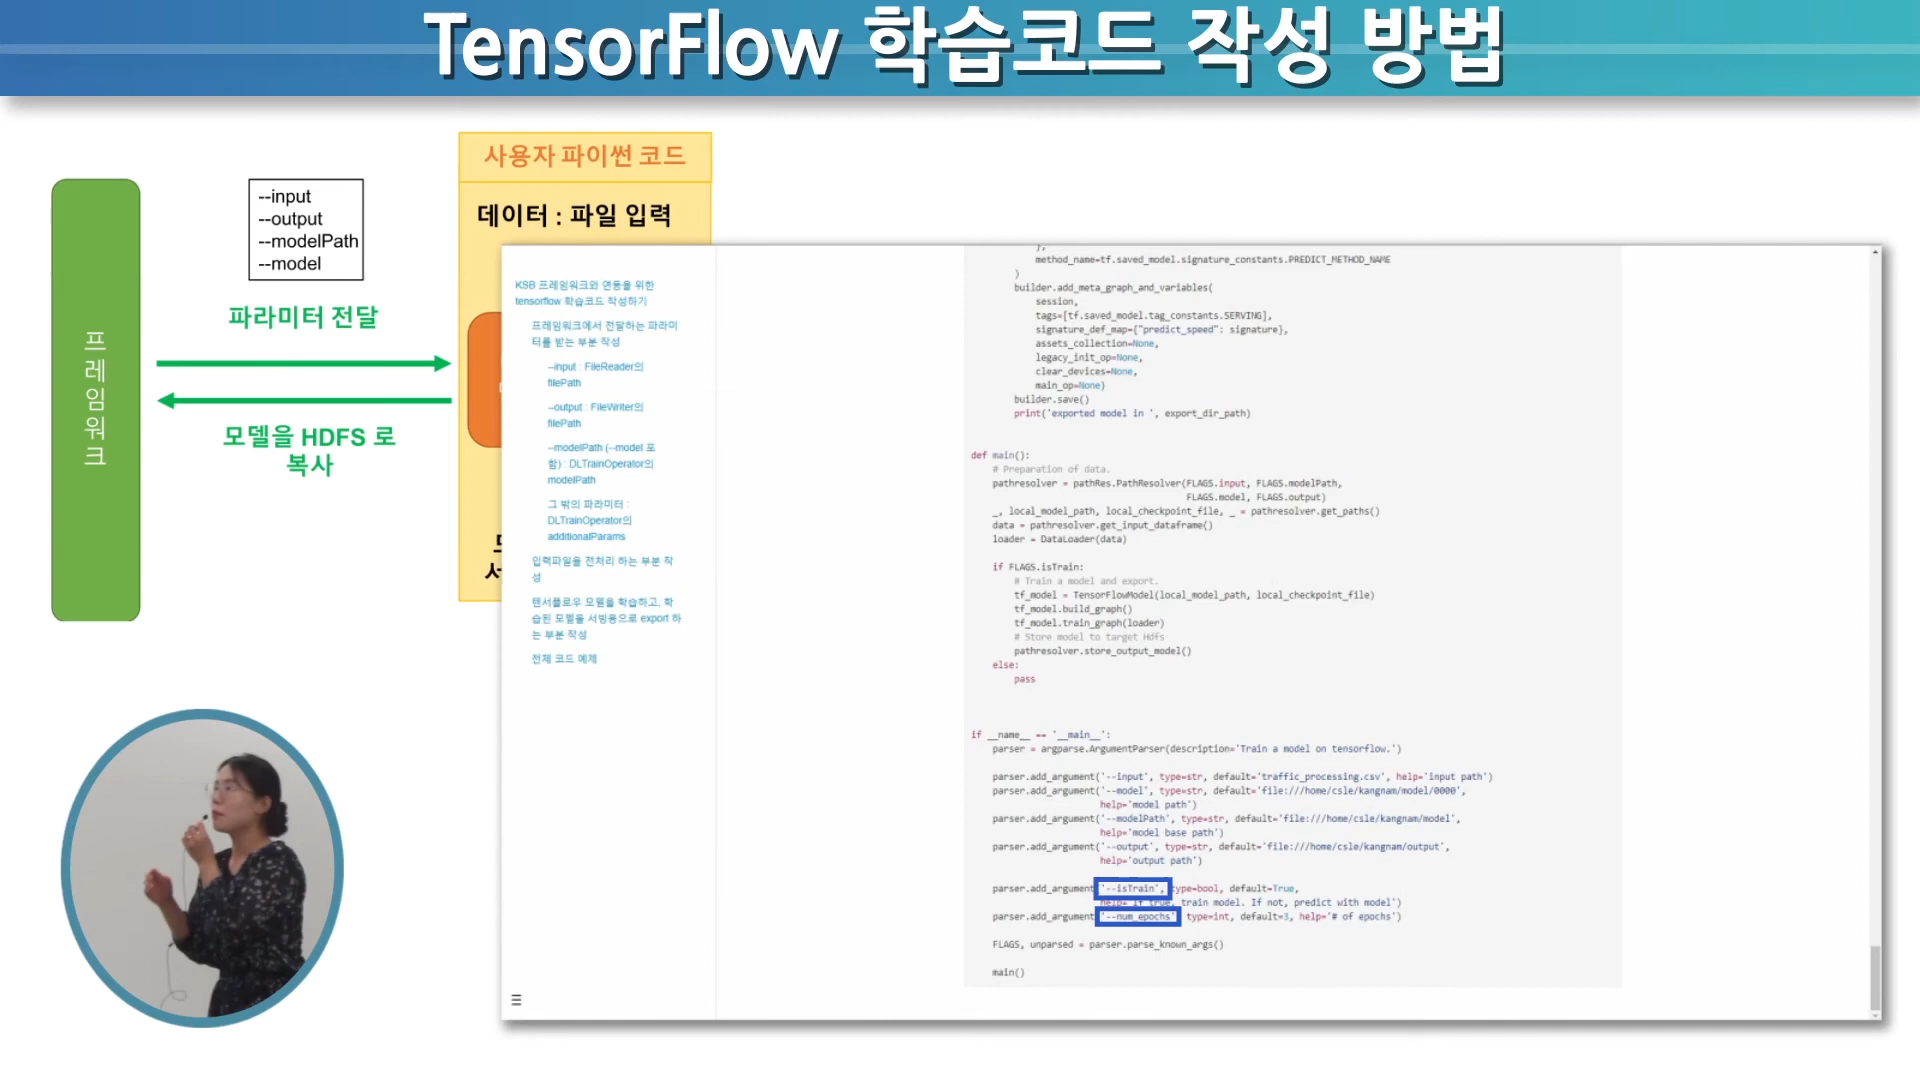 TensorFlow 학습코드 작성 방법
사용자 파이썬 코드
데이터 : 파일 입력
--input
--output
--modelPath
--model
파라미터 전달
프레임워크
모델을 HDFS 로
복사
KSB 프레임워크와 연동을 위한
tensorflow 학습코드 작성하기
프레임워크에서 전달하는 파라미
터를 받는 부분 작성
--input : FileReader의
filePath
--output : FileWriter의
filePath
--modelPath (--model 포
함) : DLTrainOperator의
modelPath
그 밖의 파라미터 :
DLTrainOperator의
additionalParams
입력파일을 전처리 하는 부분 작
성
텐서플로우 모델을 학습하고, 학
습된 모델을 서빙용으로 export 하
는 부분 작성
전체 코드 예제
method_name=tf.saved_model.signature_constants.PREDICT_METHOD_NAME
)
builder.add_meta_graph_and_variables(
session,
tags=[tf.saved_model.tag_constants.SERVING],
signature_def_map={"predict_speed": signature},
assets_collection=None,
legacy_init_op=None,
clear_devices=None,
main_op=None)
builder.save()
print('exported model in ', export_dir_path)
def main():
# Preparation of data.
pathresolver = pathRes.PathResolver(FLAGS.input, FLAGS.modelPath,
FLAGS.model, FLAGS.output)
_, local_model_path, local_checkpoint_file, _ = pathresolver.get_paths()
data = pathresolver.get_input_dataframe()
loader = DataLoader(data)
if FLAGS.isTrain:
# Train a model and export.
tf_model = TensorFlowModel(local_model_path, local_checkpoint_file)
tf_model.build_graph()
tf_model.train_graph(loader)
# Store model to target Hdfs
pathresolver.store_output_model()
else:
pass
if __name__ == '__main__':
parser = argparse.ArgumentParser(description='Train a model on tensorflow.')
parser.add_argument('--input', type=str, default='traffic_processing.csv', help='input path')
parser.add_argument('--model', type=str, default='file:///home/csle/kangnam/model/0000',
help='model path')
parser.add_argument('--modelPath', type=str, default='file:///home/csle/kangnam/model',
help='model base path')
parser.add_argument('--output', type=str, default='file:///home/csle/kangnam/output',
help='output path')
parser.add_argument('--isTrain', type=bool, default=True,
help='If true, train model. If not, predict with model')
parser.add_argument('--num_epochs' type=int, default=3, help='# of epochs')
FLAGS, unparsed = parser.parse_known_args()
main()